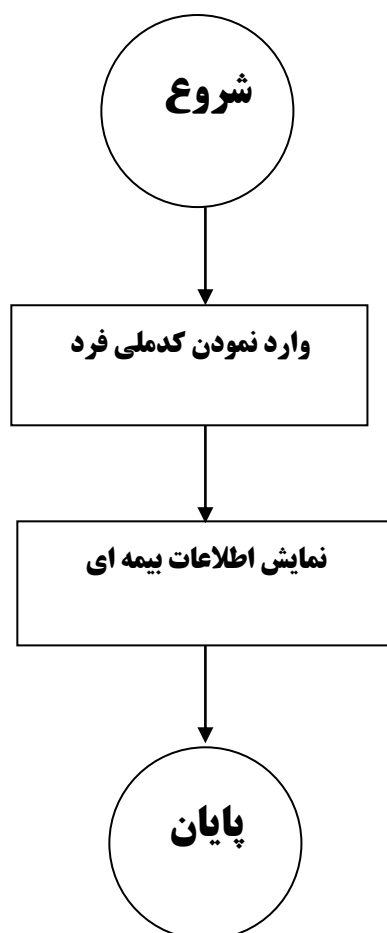 شروع
وارد نمودن کدملی فرد
نمایش اطلاعات بیمه ای
پایان